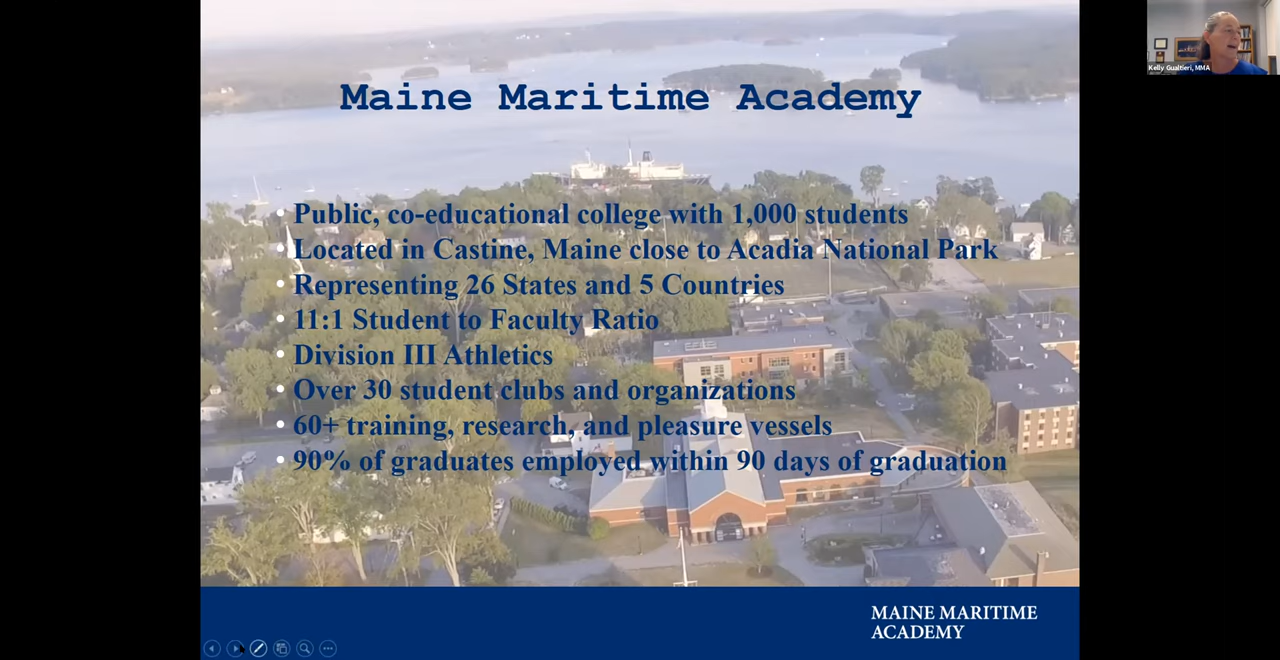 Maine Maritime Academy
Kelly Gualtieri, MMA
• Public, co-educational college with 1,000 students
• Located in Castine, Maine close to Acadia National Park
• Representing 26 States and 5 Countries
• 11:1 Student to Faculty Ratio
• Division III Athletics
• Over 30 student clubs and organizations
• 60+ training, research, and pleasure vessels
• 90% of graduates employed within 90 days of graduation
MAINE MARITIME
ACADEMY